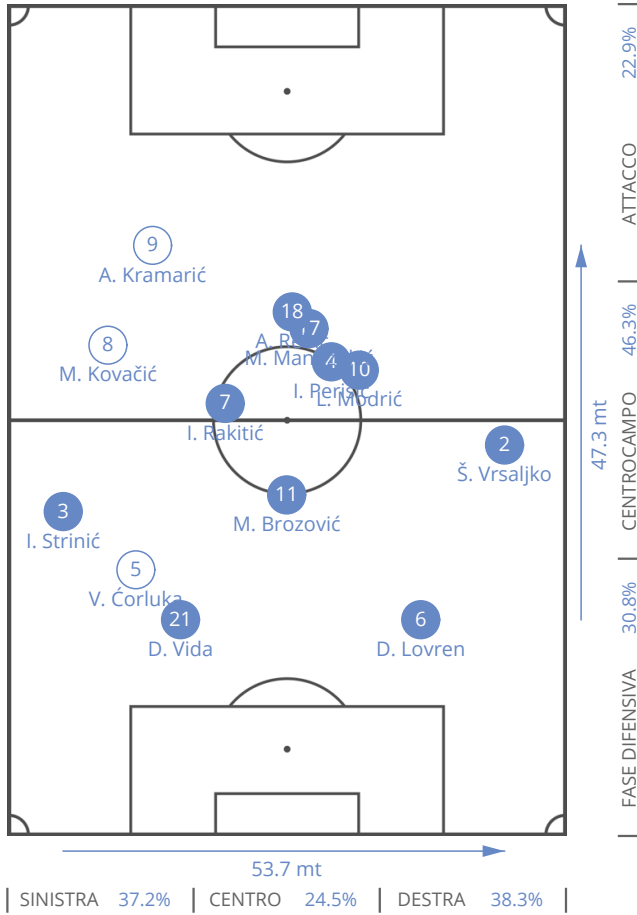 22.9%
ATTACCO
9
A. Kramarić
18
17
A.
8
M. Kovačić
M.
4
10
I. Perišić
L. Modrić
7
I. Rakitić
46.3%
CENTROCAMPO
47.3 mt
2
Š. Vrsaljko
11
M. Brozović
3
I. Strinić
5
V. Ćorluka
21
D. Vida
6
D. Lovren
30.8%
FASE DIFENSIVA
53.7 mt
SINISTRA 37.2% CENTRO 24.5% DESTRA 38.3%